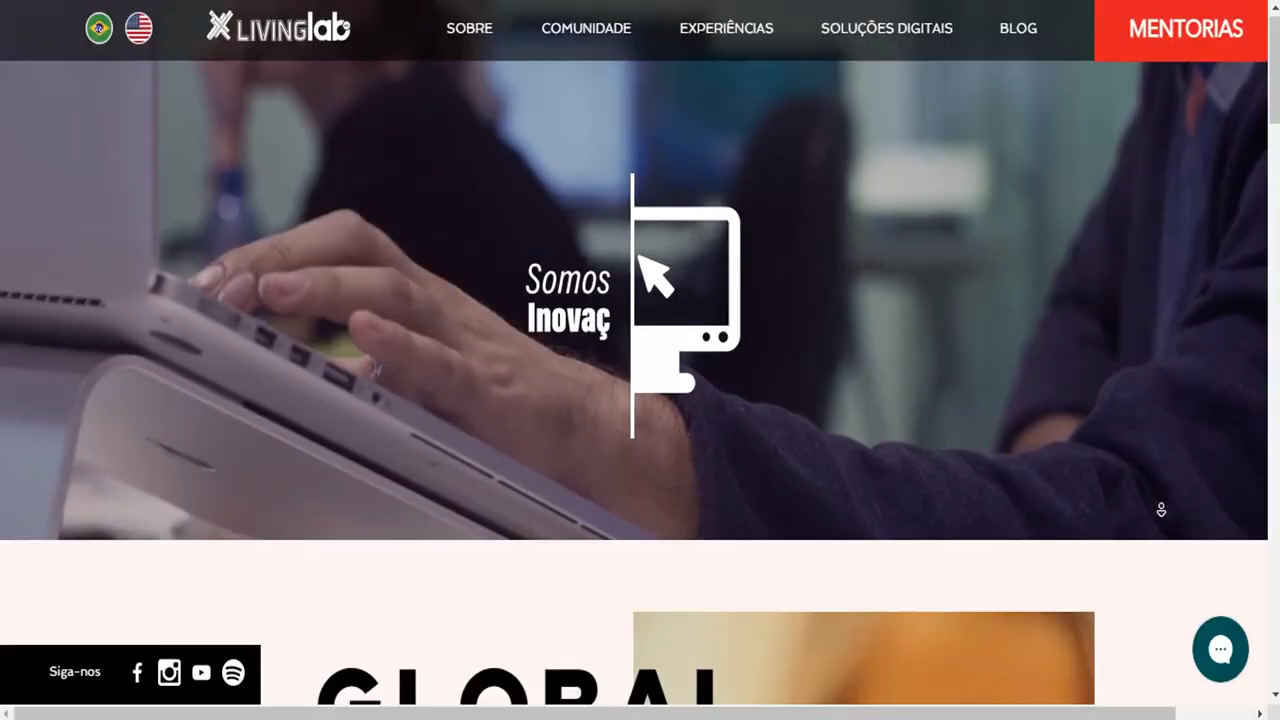 LIVINGlab
SOBRE
COMUNIDADE
EXPERIÊNCIAS
SOLUÇÕES DIGITAIS
BLOG
MENTORIAS
Somos
Inovaç
GLOBAL
Siga-nos